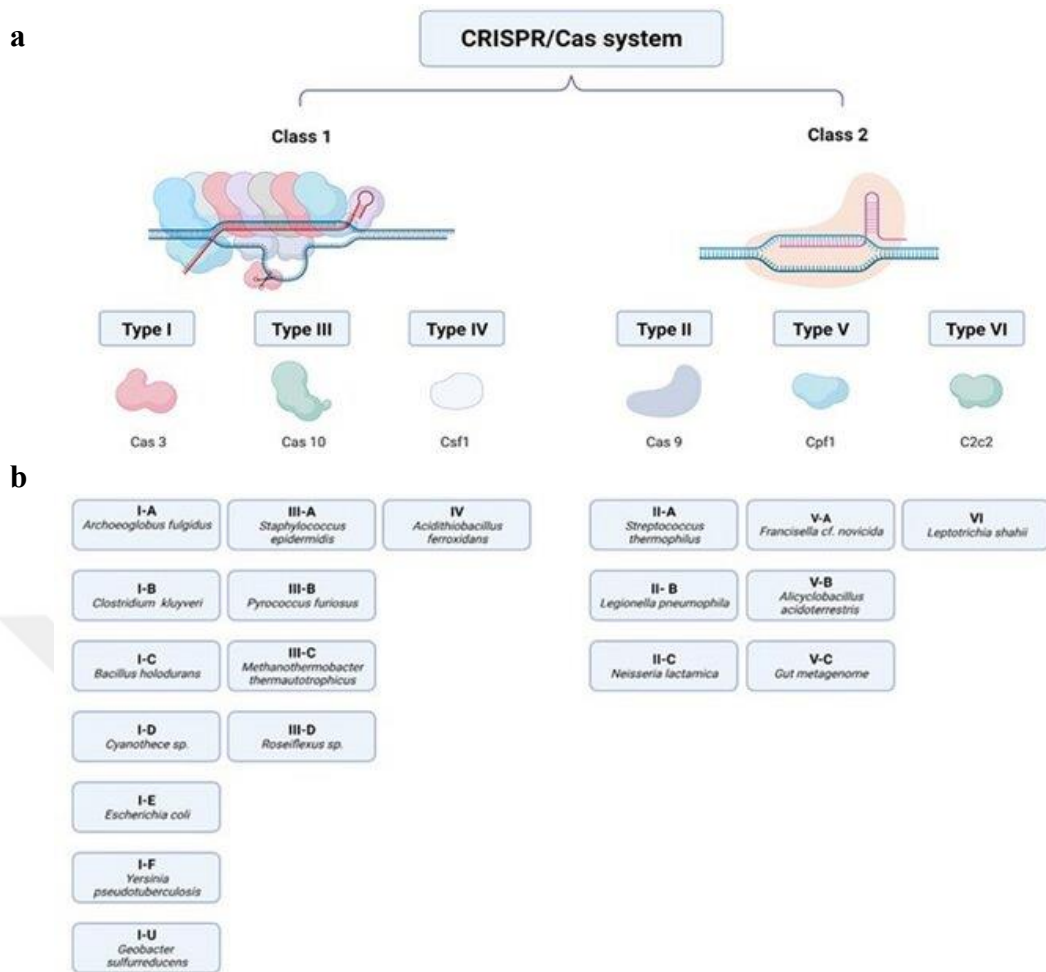 a
CRISPR/Cas system
Class 1
Class 2
Type I
Type III
Type IV
Type II
Type V
Type VI
Cas 3
Cas 10
Csf1
Cas 9
Cpf1
C2c2
b
I-A
Archoeoglobus fulgidus
III-A
Staphylococcus
epidermidis
IV
Acidithiobacillus
ferroxidans
II-A
Streptococcus
thermophilus
V-A
Francisella cf. novicida
VI
Leptotrichia shahii
I-B
Clostridium kluyveri
III-B
Pyrococcus furiosus
II- B
Legionella pneumophila
V-B
Alicyclobacillus
acidoterrestris
I-C
Bacillus holodurans
III-C
Methanothermobacter
thermautotrophicus
II-C
Neisseria lactamica
V-C
Gut metagenome
I-D
Cyanothece sp.
III-D
Roseiflexus sp.
I-E
Escherichia coli
I-F
Yersinia
pseudotuberculosis
I-U
Geobacter
sulfurreducens